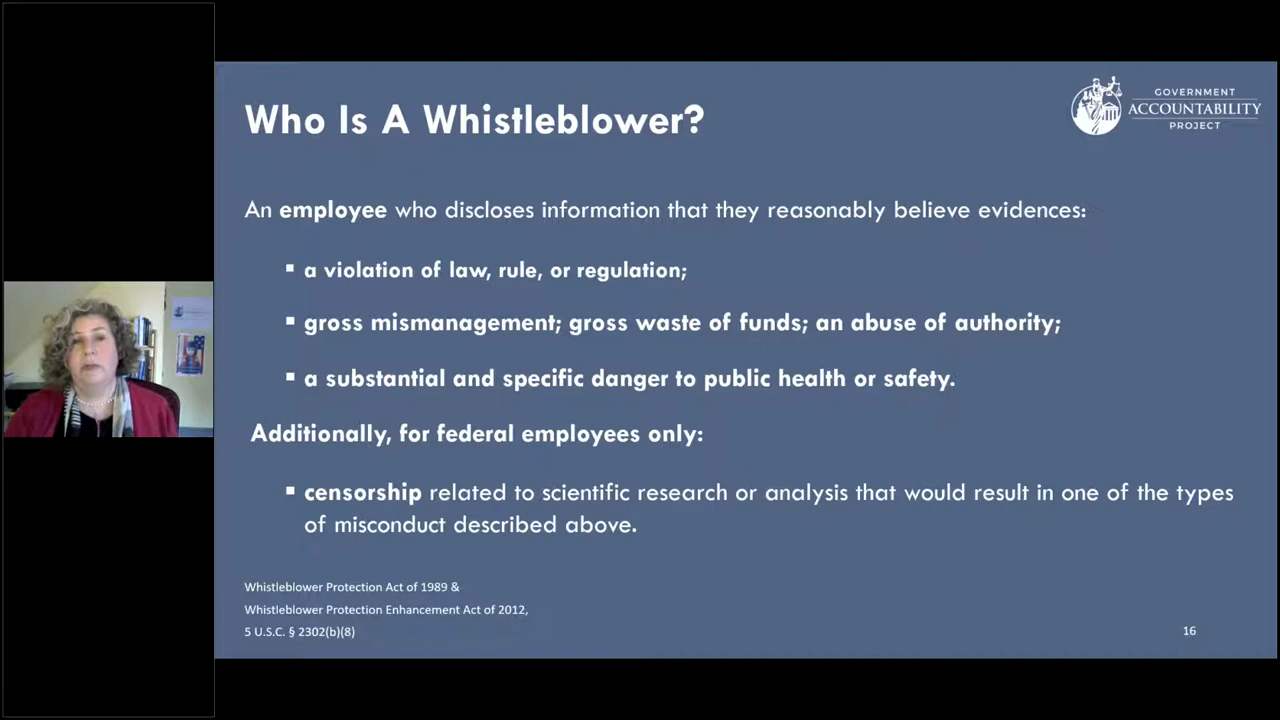 Who Is A Whistleblower?
GOVERNMENT
ACCOUNTABILITY
PROJECT
An employee who discloses information that they reasonably believe evidences:
▪ a violation of law, rule, or regulation;
▪ gross mismanagement; gross waste of funds; an abuse of authority;
▪ a substantial and specific danger to public health or safety.
Additionally, for federal employees only:
▪ censorship related to scientific research or analysis that would result in one of the types
of misconduct described above.
Whistleblower Protection Act of 1989 &
Whistleblower Protection Enhancement Act of 2012,
5 U.S.C. § 2302(b)(8)
16